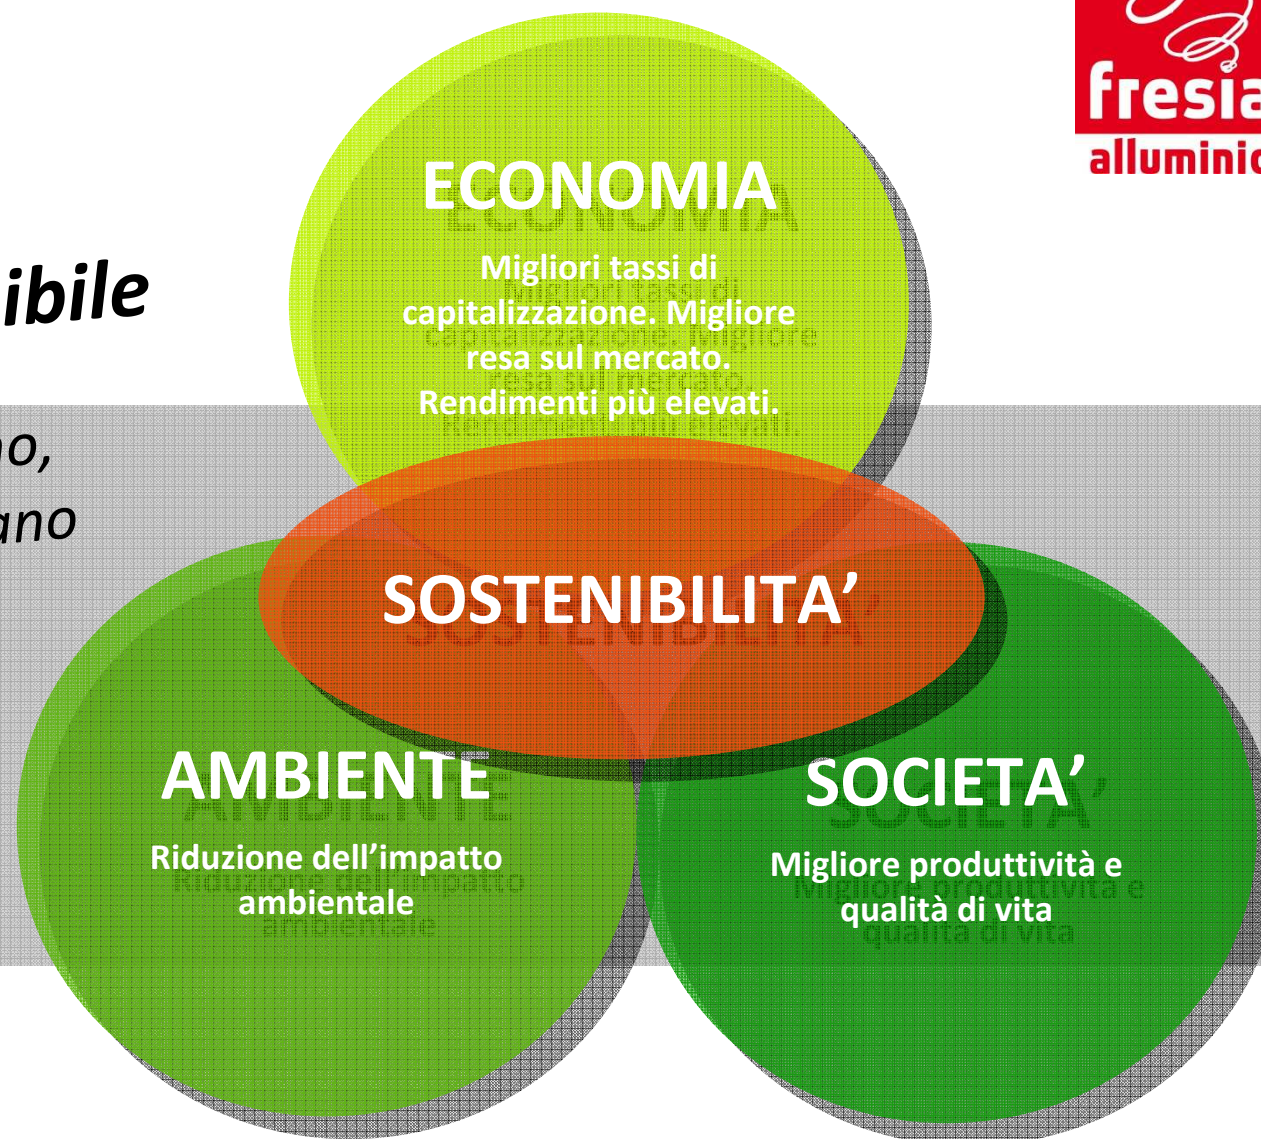 fresia
alluminio
ECONOMIA
Migliori tassi di
capitalizzazione. Migliore
resa sul mercato.
Rendimenti più elevati.
ibile
no,
ano
SOSTENIBILITA’
AMBIENTE
Riduzione dell’impatto
ambientale
SOCIETA’
Migliore produttività e
qualità di vita